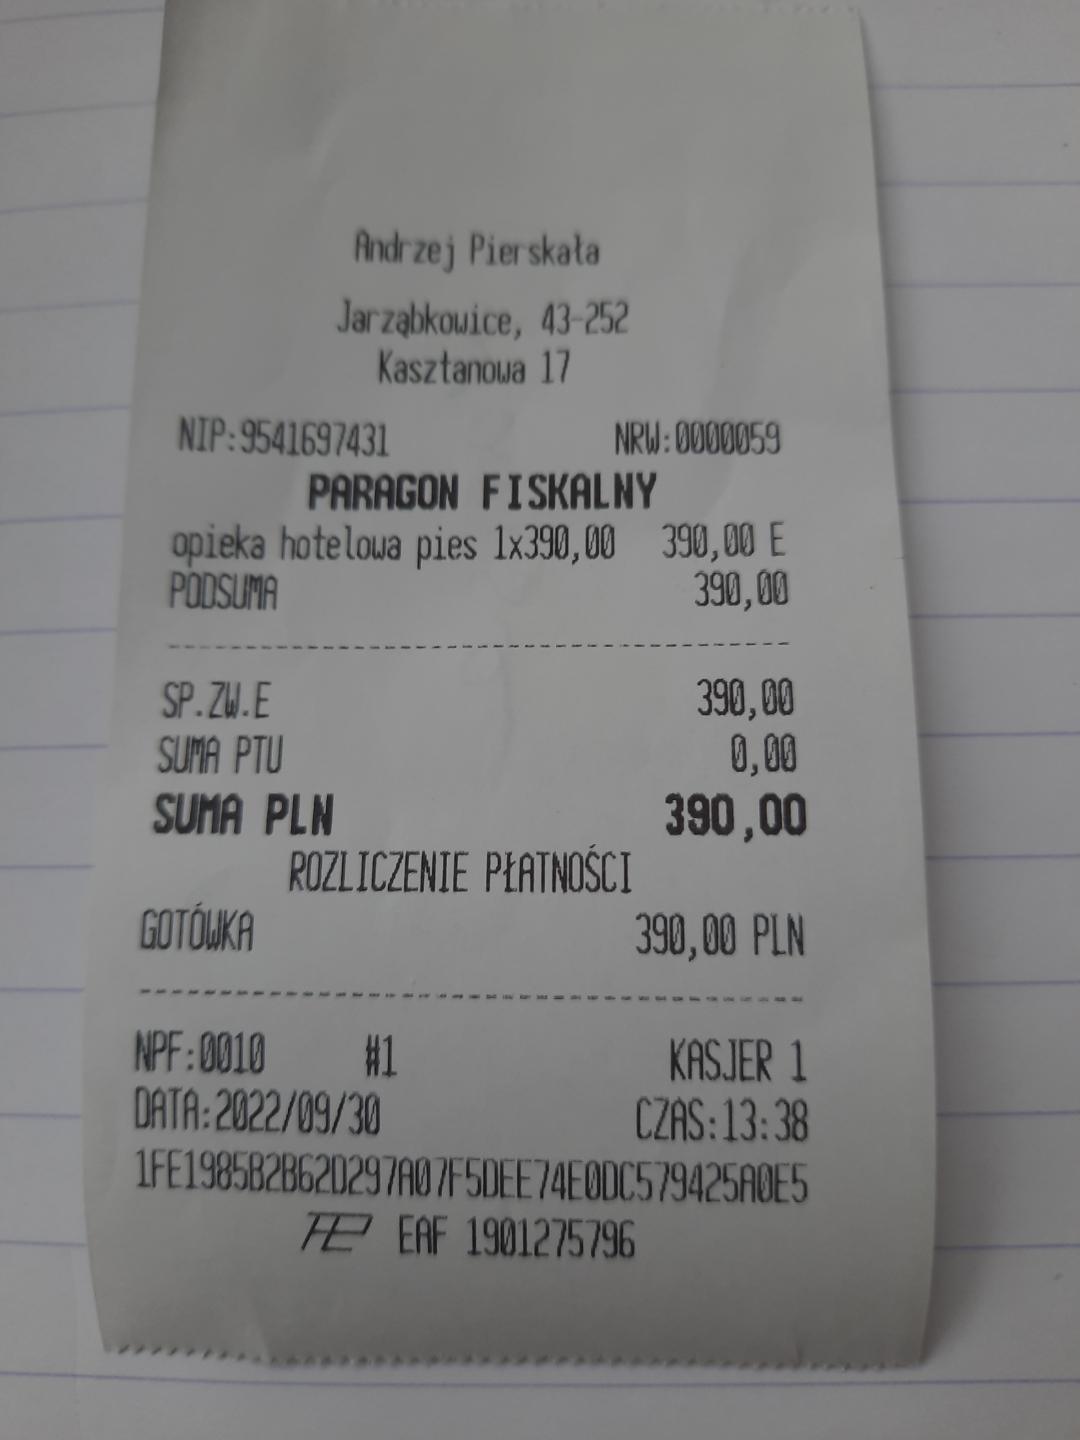 Andrzej Pierskała
Jarząbkowice, 43-252
Kasztanowa 17
NIP:9541697431 NRW:0000059
PARAGON FISKALNY
opieka hotelowa pies 1x390,00 390,00 E
PODSUMA 390,00
SP.ZW.E 390,00
SUMA PTU 0,00
SUMA PLN 390,00
ROZLICZENIE PŁATNOŚCI
GOTÓWKA 390,00 PLN
NPF:0010 #1 KASJER 1
DATA:2022/09/30 CZAS:13:38
1FE1985B2B62D297A07F5DEE74E0DC579425A0E5
EAF 1901275796